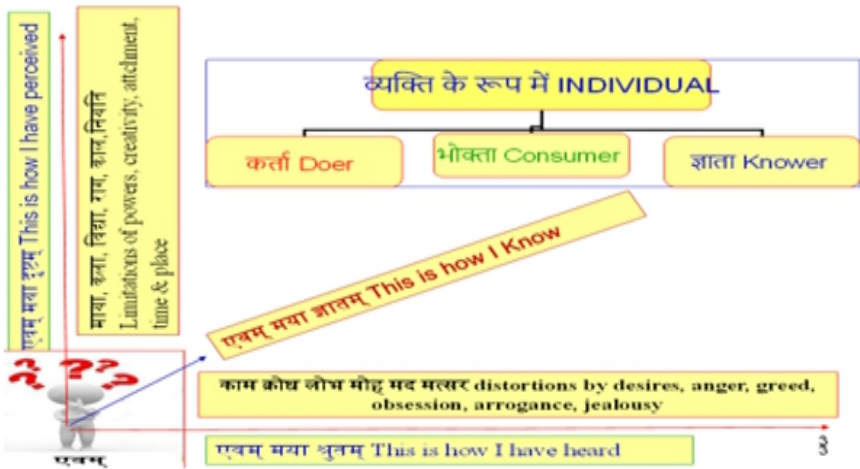 एवम् मया दृष्टम् This is how I have perceived
माया, कला, विद्या, राग, काल,नियति
Limitations of powers, creativity, attchment,
time & place
व्यक्ति के रूप में INDIVIDUAL
कर्ता Doer
भोक्ता Consumer
ज्ञाता Knower
एवम् मया ज्ञातम् This is how I Know
काम क्रोध लोभ मोह मद मत्सर distortions by desires, anger, greed,
obsession, arrogance, jealousy
एवम् मया श्रुतम् This is how I have heard
? ? ? ?
एवम्